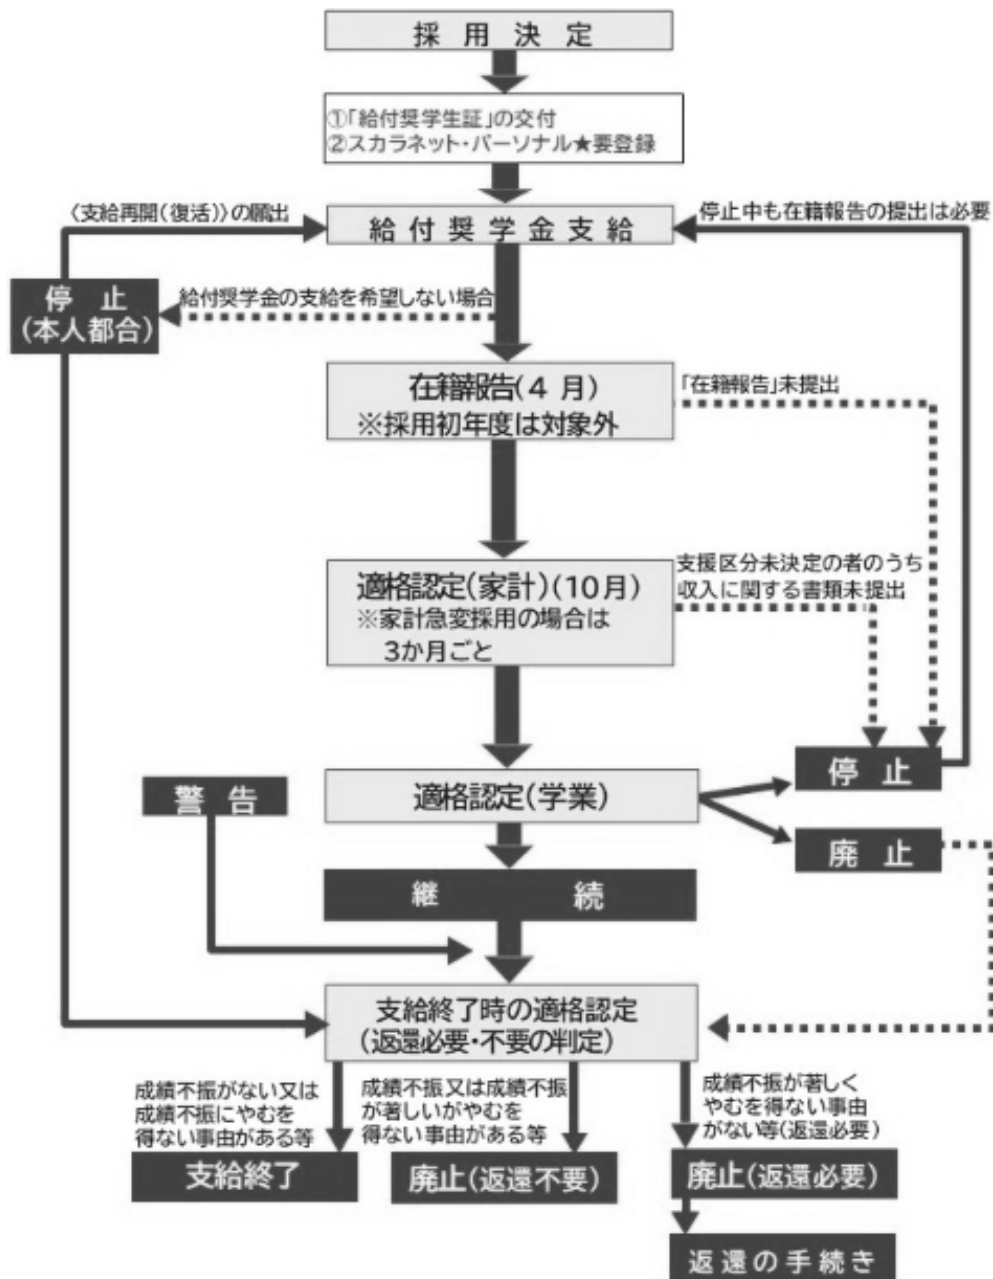 採用決定
①「給付奨学生証」の交付
②スカラネット・パーソナル★要登録
〈支給再開(復活)〉の願出
給付奨学金支給
停止中も在籍報告の提出は必要
停止
(本人都合)
給付奨学金の支給を希望しない場合
在籍報告(4月)
※採用初年度は対象外
「在籍報告」未提出
適格認定(家計)(10月)
※家計急変採用の場合は
3か月ごと
支援区分未決定の者のうち
収入に関する書類未提出
停止
警告
適格認定(学業)
廃止
継続
支給終了時の適格認定
(返還必要・不要の判定)
成績不振がない又は
成績不振にやむを
得ない事由がある等
成績不振又は成績不振
が著しいがやむを
得ない事由がある等
成績不振が著しく
やむを得ない事由
がない等(返還必要)
支給終了
廃止(返還不要)
廃止(返還必要)
返還の手続き